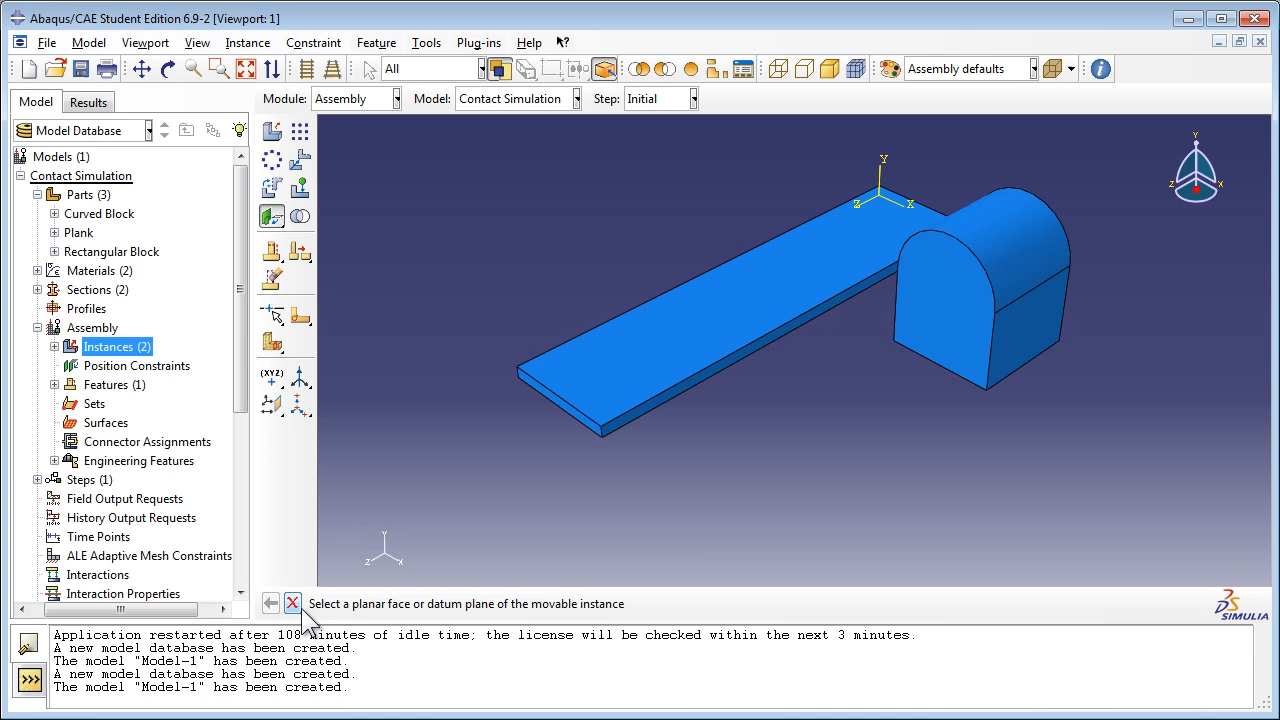 Abaqus/CAE Student Edition 6.9-2 [Viewport: 1]
File Model Viewport View Instance Constraint Feature Tools Plug-ins Help
All
Assembly defaults
Model Results
Module: Assembly Model: Contact Simulation Step: Initial
Model Database
Models (1)
Contact Simulation
Parts (3)
Curved Block
Plank
Rectangular Block
Materials (2)
Sections (2)
Profiles
Assembly
Instances (2)
Position Constraints
Features (1)
Sets
Surfaces
Connector Assignments
Engineering Features
Steps (1)
Field Output Requests
History Output Requests
Time Points
ALE Adaptive Mesh Constraints
Interactions
Interaction Properties
(XYZ)
Y
Z X
Y
Z X
Y
Z X
Select a planar face or datum plane of the movable instance
SIMULIA
Application restarted after 108 minutes of idle time; the license will be checked within the next 3 minutes.
A new model database has been created.
The model "Model-1" has been created.
A new model database has been created.
The model "Model-1" has been created.
>>>